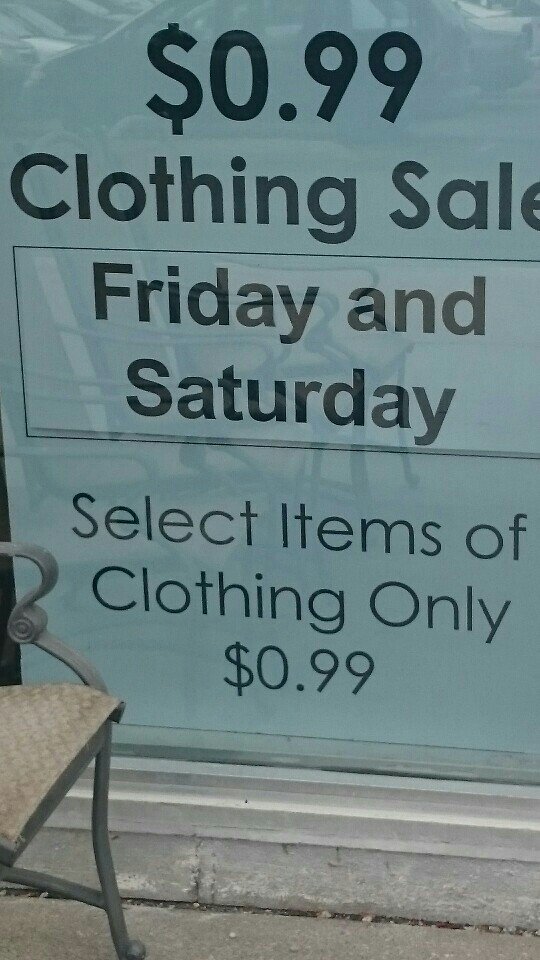 $0.99
Clothing Sale
Friday and
Saturday
Select Items of
Clothing Only
$0.99